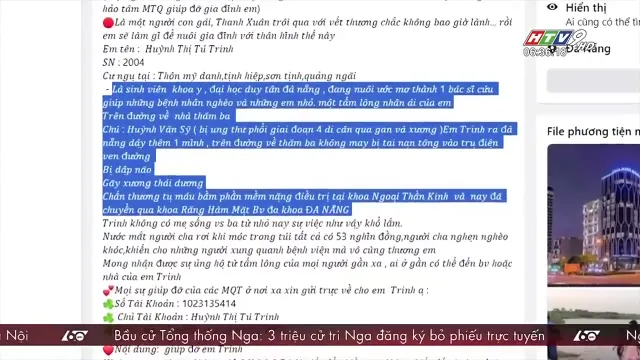 hảo tâm MTQ giúp đỡ gia đình em)
🔴Là một người con gái, Thanh Xuân trôi qua với vết thương chắc không bao giờ lành... rồi
em sẽ làm gì để nuôi gia đình với thân hình thế này
Em tên : Huỳnh Thị Tú Trinh
SN : 2004
Cư ngụ tại : Thôn mỹ danh,tịnh hiệp,sơn tịnh,quảng ngãi
- Là sinh viên khoa y , đại học duy tân đà nẵng , đang nuôi ước mơ thành 1 bác sĩ cứu
giúp những bệnh nhân nghèo và những em nhỏ. một tấm lòng nhân ái của em
Trên đường về nhà thăm ba
Chú : Huỳnh Văn Sỹ ( bị ung thư phổi giai đoạn 4 di căn qua gan và xương )Em Trinh ra đà
nẵng dạy thêm 1 mình , trên đường về thăm ba không may bị tai nạn tông vào trụ điện
ven đường
Bị dập não
Gãy xương thái dương
Chấn thương tụ máu bầm phần mềm nặng điều trị tại khoa Ngoại Thần Kinh và nay đã
chuyển qua khoa Răng Hàm Mặt Bv đa khoa ĐÀ NẴNG
Trinh không có mẹ sống vs ba từ nhỏ nay sự việc như vậy khổ lắm.
Nước mắt người cha rơi khi móc trong túi tất cả có 53 nghìn đồng,người cha nghẹn nghèo
khóc,khiến cho những người xung quanh bệnh viện mà vô cùng thương em
Mong nhận được sự ủng hộ từ tấm lòng của mọi người gần xa , ai ở gần có thể đến bv hoặc
nhà của em Trinh
💞Mọi sự giúp đỡ của các MTQ ở nơi xa xin gửi trực về cho em Trinh ạ :
🍀Số Tài Khoản : 1023135414
🍀 Chủ Tài Khoản : Huỳnh Thị Tú Trinh
🔴Nội dung: giúp đỡ em Trinh
Hiển thị
Ai cũng có thể tìm
HTV9 HD
06:36:18
Đà Nẵng
File phương tiện
a Nội
60
Bầu cử Tổng thống Nga: 3 triệu cử tri Nga đăng ký bỏ phiếu trực tuyến
60